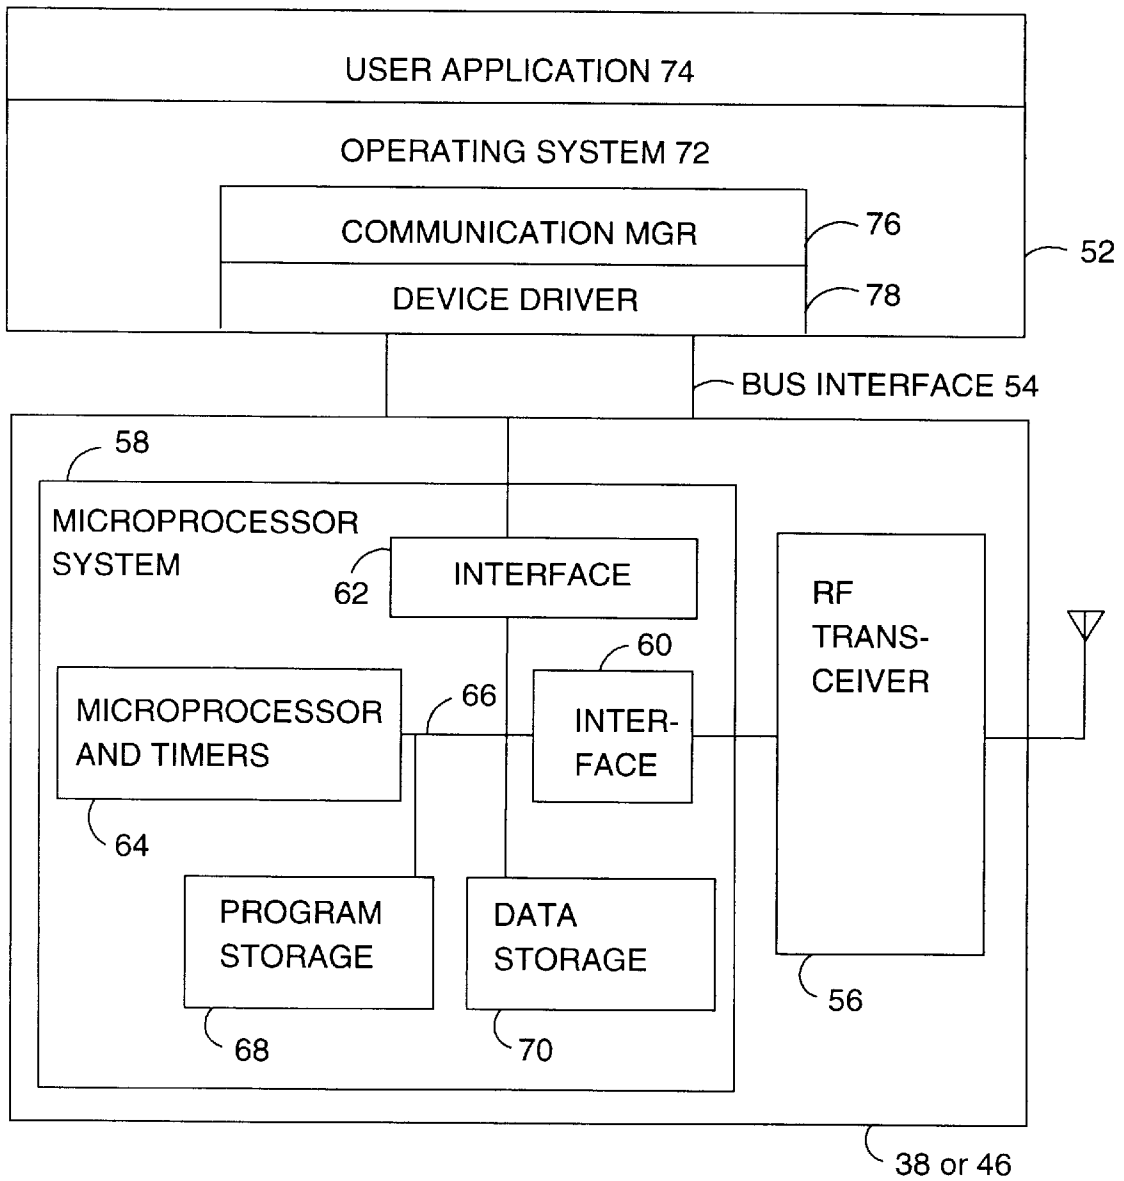 USER APPLICATION 74
OPERATING SYSTEM 72
COMMUNICATION MGR
76
52
DEVICE DRIVER
78
BUS INTERFACE 54
58
MICROPROCESSOR
SYSTEM
62
INTERFACE
RF
TRANS-
CEIVER
60
66
MICROPROCESSOR
AND TIMERS
INTER-
FACE
64
PROGRAM
STORAGE
DATA
STORAGE
56
68
70
38 or 46